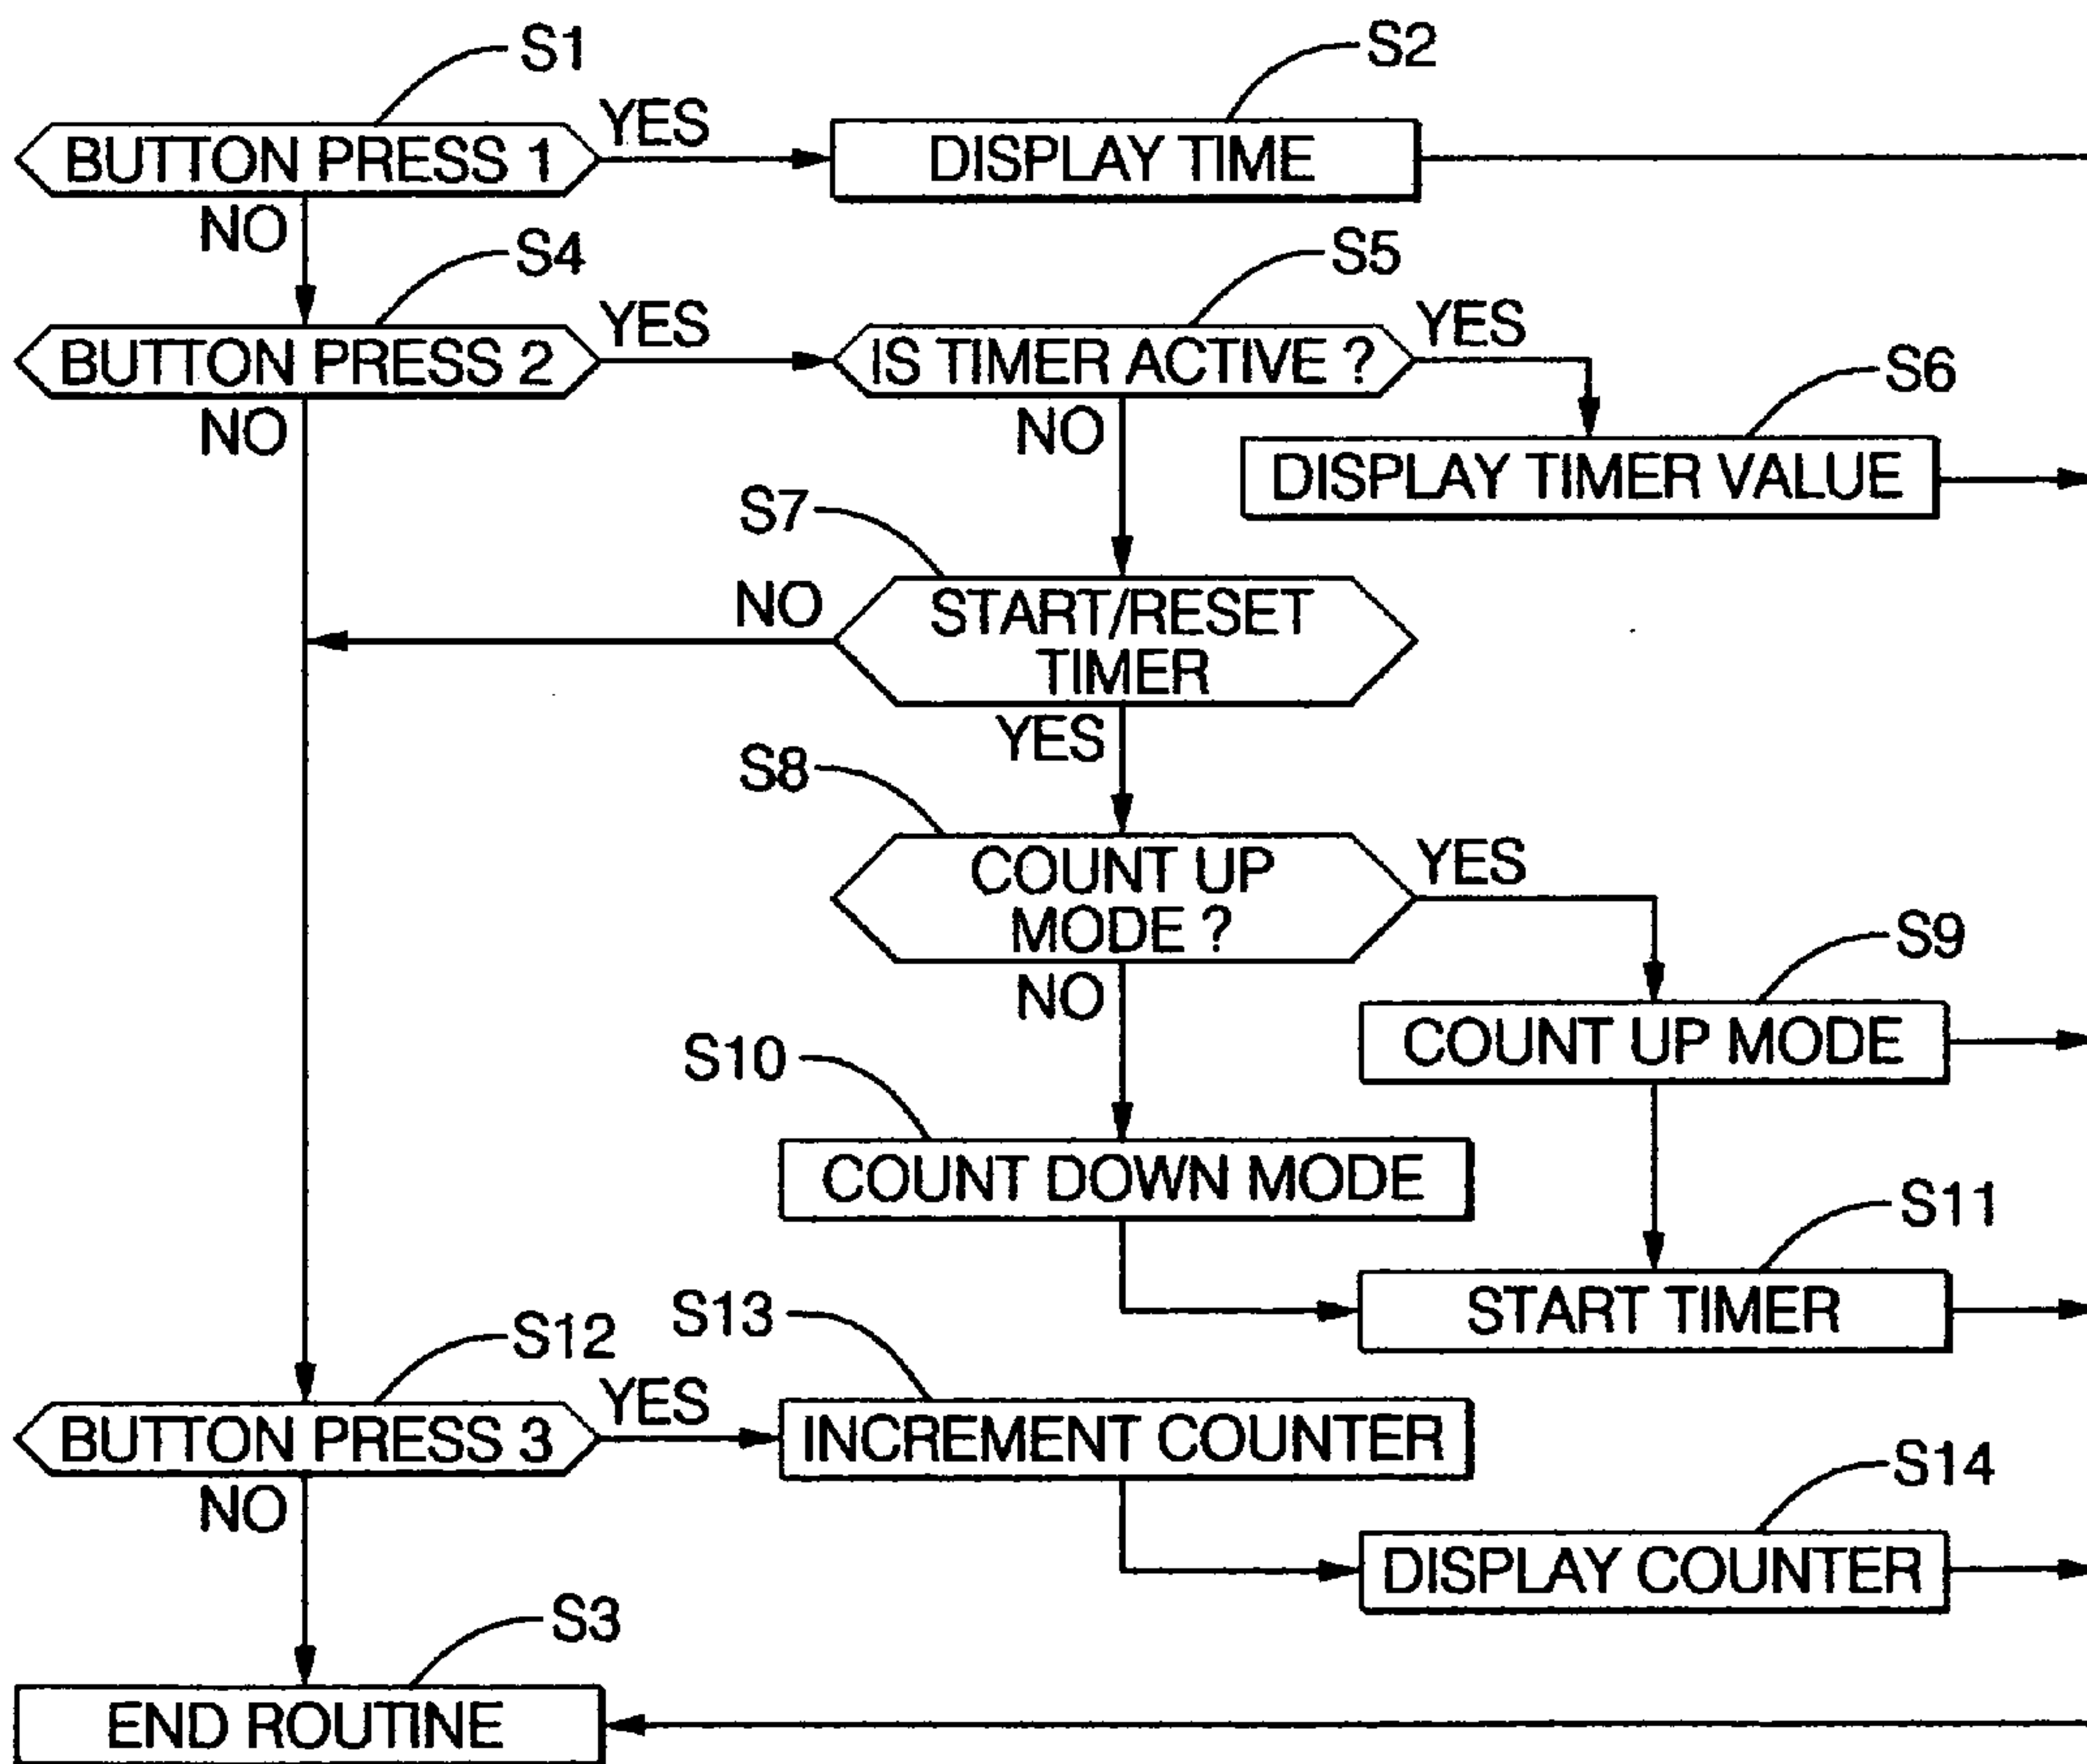 S1
S2
BUTTON PRESS 1
YES
DISPLAY TIME
NO
S4
S5
BUTTON PRESS 2
YES
IS TIMER ACTIVE ?
YES
S6
NO
NO
DISPLAY TIMER VALUE
S7
NO
START/RESET
TIMER
YES
S8
COUNT UP
MODE ?
YES
S9
NO
COUNT UP MODE
S10
COUNT DOWN MODE
S11
START TIMER
S12
S13
BUTTON PRESS 3
YES
INCREMENT COUNTER
NO
S14
DISPLAY COUNTER
S3
END ROUTINE